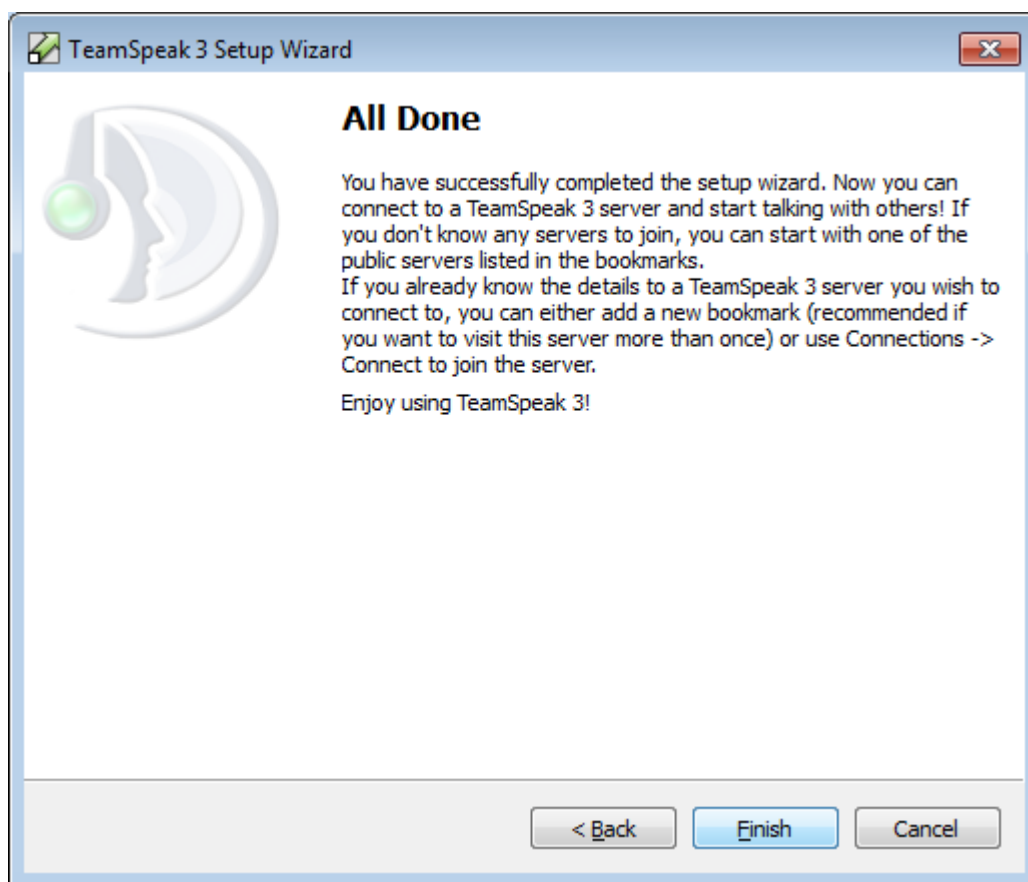 TeamSpeak 3 Setup Wizard
All Done
You have successfully completed the setup wizard. Now you can
connect to a TeamSpeak 3 server and start talking with others! If
you don't know any servers to join, you can start with one of the
public servers listed in the bookmarks.
If you already know the details to a TeamSpeak 3 server you wish to
connect to, you can either add a new bookmark (recommended if
you want to visit this server more than once) or use Connections ->
Connect to join the server.
Enjoy using TeamSpeak 3!
< Back Finish Cancel